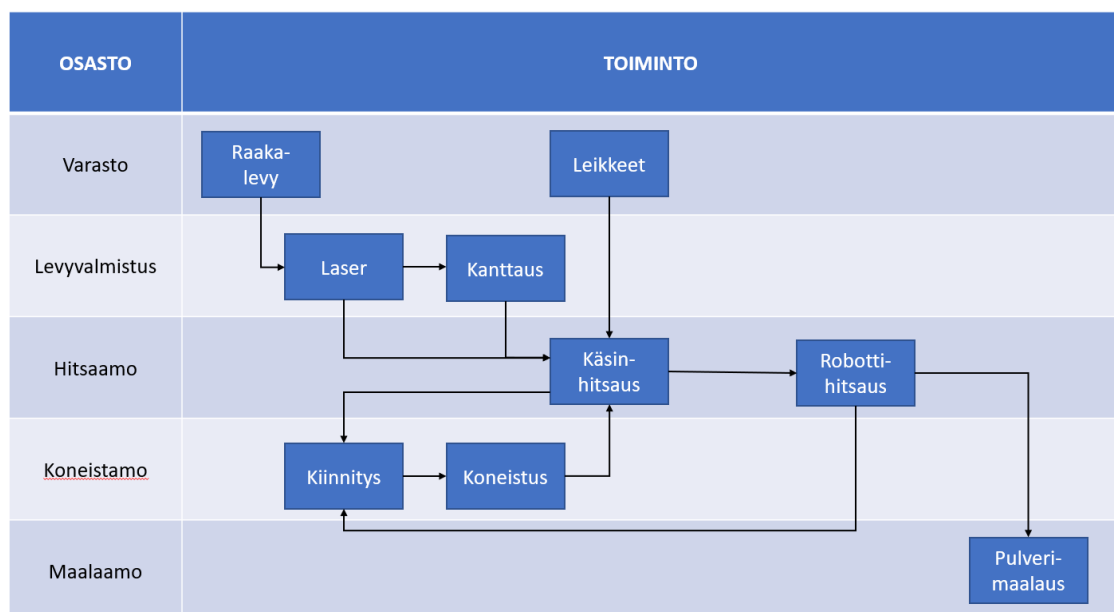 OSASTO
TOIMINTO
Varasto
Raaka-
levy
Leikkeet
Levyvalmistus
Laser
Kanttaus
Hitsaamo
Käsin-
hitsaus
Robotti-
hitsaus
Koneistamo
Kiinnitys
Koneistus
Maalaamo
Pulveri-
maalaus